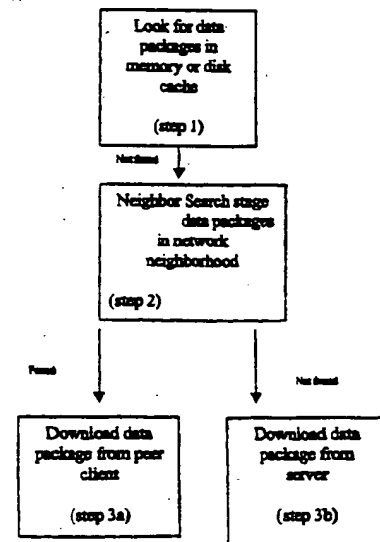 Look for data
packages in
memory or disk
cache
(step 1)
Not found
Neighbor Search stage
data packages
in network
neighborhood
(step 2)
Found
Not found
Download data
package from peer
client
(step 3a)
Download data
package from
server
(step 3b)